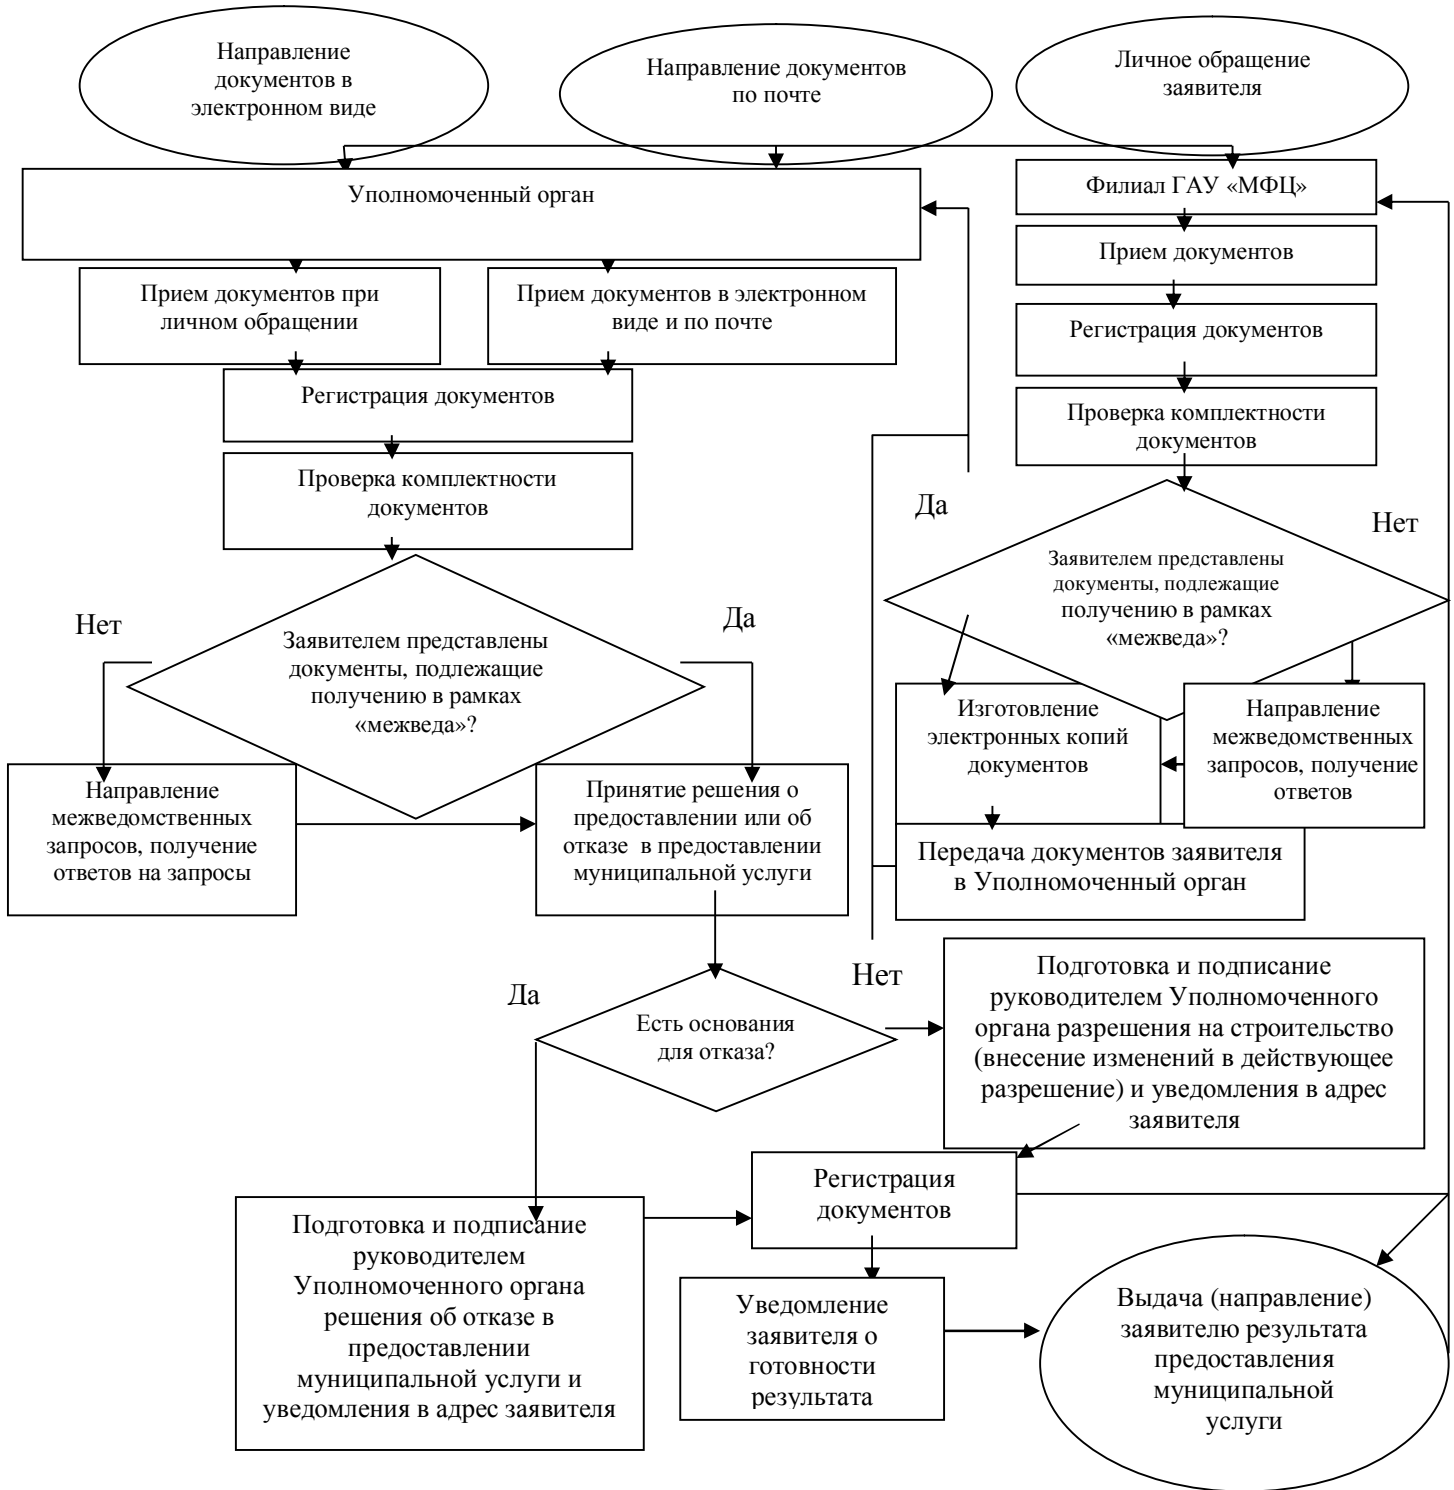 Направление
документов в
электронном виде
Направление документов
по почте
Личное обращение
заявителя
Уполномоченный орган
Филиал ГАУ «МФЦ»
Прием документов
Прием документов при
личном обращении
Прием документов в электронном
виде и по почте
Регистрация документов
Регистрация документов
Проверка комплектности
документов
Проверка комплектности
документов
Да
Нет
Заявителем представлены
документы, подлежащие
получению в рамках
«межведа»?
Нет
Да
Заявителем представлены
документы, подлежащие
получению в рамках
«межведа»?
Изготовление
электронных копий
документов
Направление
межведомственных
запросов, получение
ответов
Направление
межведомственных
запросов, получение
ответов на запросы
Принятие решения о
предоставлении или об
отказе в предоставлении
муниципальной услуги
Передача документов заявителя
в Уполномоченный орган
Да
Нет
Есть основания
для отказа?
Подготовка и подписание
руководителем Уполномоченного
органа разрешения на строительство
(внесение изменений в действующее
разрешение) и уведомления в адрес
заявителя
Регистрация
документов
Подготовка и подписание
руководителем
Уполномоченного органа
решения об отказе в
предоставлении
муниципальной услуги и
уведомления в адрес заявителя
Уведомление
заявителя о
готовности
результата
Выдача (направление)
заявителю результата
предоставления
муниципальной
услуги